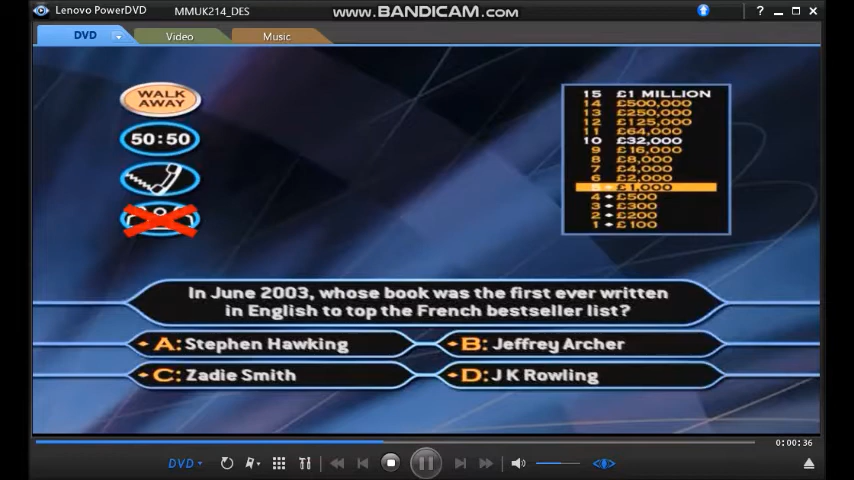 Lenovo PowerDVD
MMUK214_DES
www.BANDICAM.com
?
DVD
Video
Music
WALK AWAY
50:50
15 £1 MILLION
14 £500,000
13 £250,000
12 £125,000
11 £64,000
10 £32,000
9 £16,000
8 £8,000
7 £4,000
6 £2,000
5 £1,000
4 £500
3 £300
2 £200
1 £100
In June 2003, whose book was the first ever written
in English to top the French bestseller list?
A: Stephen Hawking
B: Jeffrey Archer
C: Zadie Smith
D: J K Rowling
0:00:36
DVD